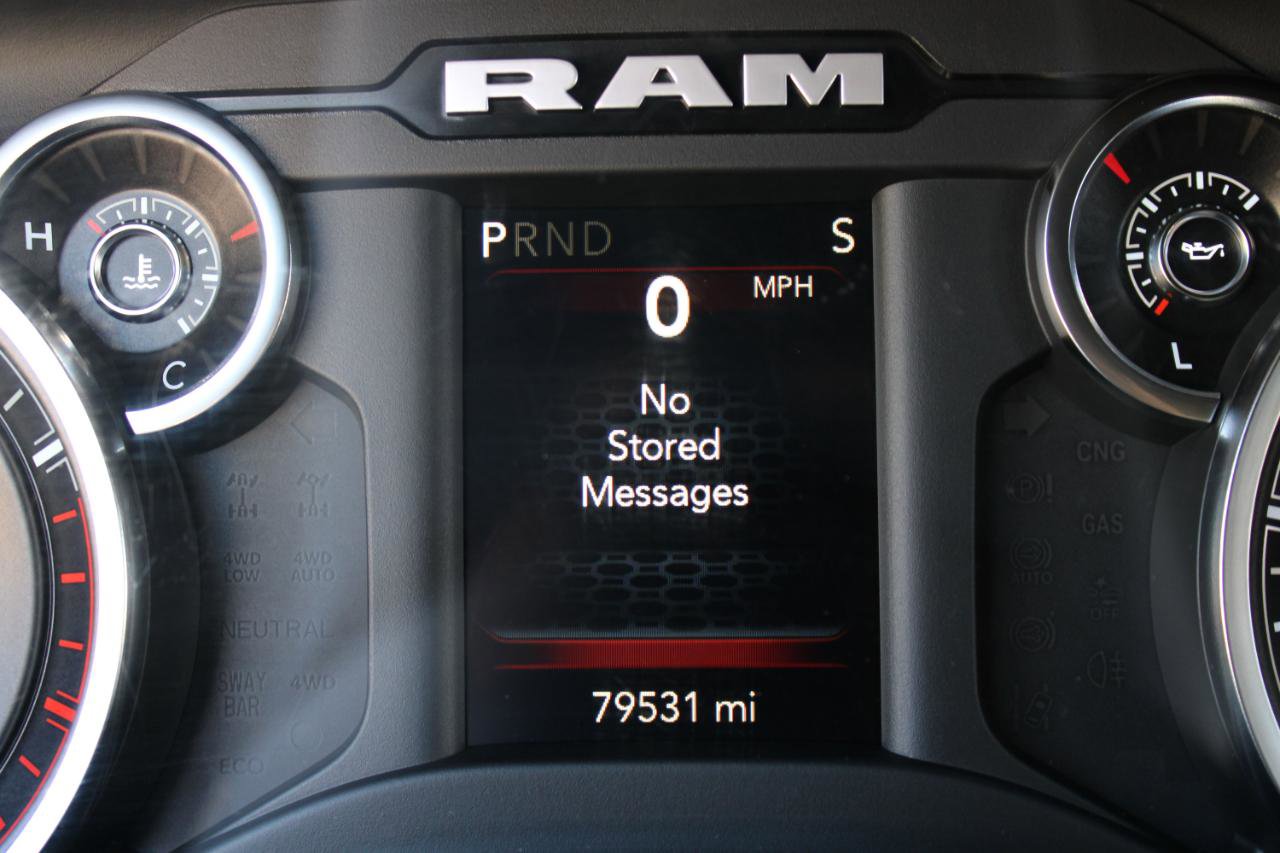 RAM
PRND S
0 MPH
H
C
L
No
Stored
Messages
CNG
GAS
4WD
LOW
4WD
AUTO
AUTO
OFF
NEUTRAL
SWAY
BAR
4WD
ECO
79531 mi